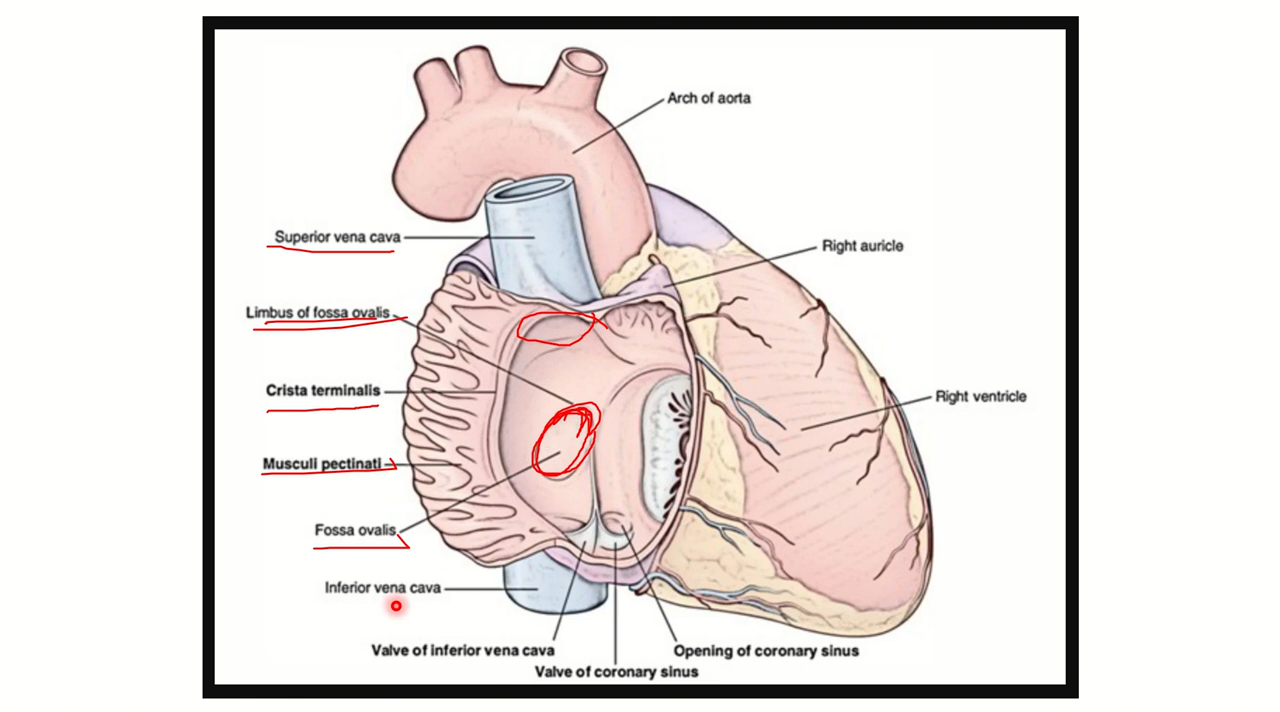 Arch of aorta
Superior vena cava
Right auricle
Limbus of fossa ovalis
Crista terminalis
Right ventricle
Musculi pectinati
Fossa ovalis
Inferior vena cava
Valve of inferior vena cava
Opening of coronary sinus
Valve of coronary sinus